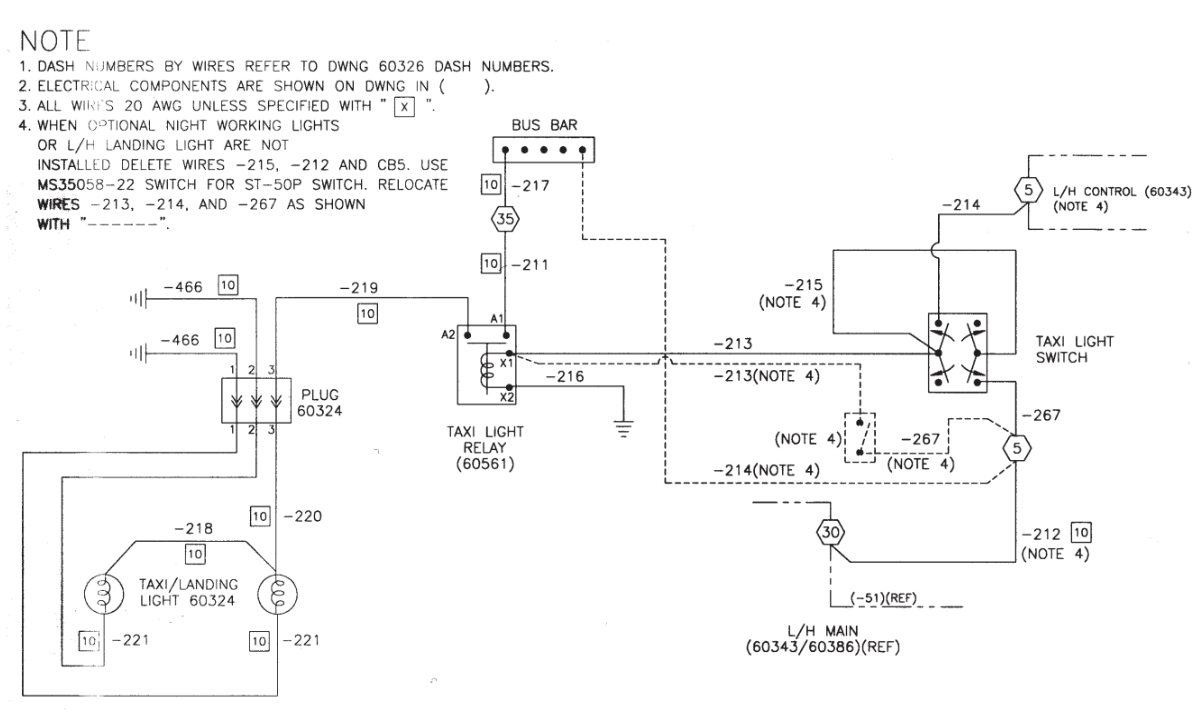 NOTE
1. DASH NUMBERS BY WIRES REFER TO DWNG 60326 DASH NUMBERS.
2. ELECTRICAL COMPONENTS ARE SHOWN ON DWNG IN (      ).
3. ALL WIRES 20 AWG UNLESS SPECIFIED WITH " X ".
4. WHEN OPTIONAL NIGHT WORKING LIGHTS
OR L/H LANDING LIGHT ARE NOT
INSTALLED DELETE WIRES -215, -212 AND CB5. USE
MS35058-22 SWITCH FOR ST-50P SWITCH. RELOCATE
WIRES -213, -214, AND -267 AS SHOWN
WITH "------".
BUS BAR
10 -217
35
10 -211
5
L/H CONTROL (60343)
(NOTE 4)
-214
-215
(NOTE 4)
-466 10
-466 10
-219
10
A1
A2
X1
X2
-213
-213(NOTE 4)
-216
TAXI LIGHT
SWITCH
1 2 3
PLUG
60324
1 2 3
TAXI LIGHT
RELAY
(60561)
(NOTE 4)
-267
(NOTE 4)
-267
5
-214(NOTE 4)
30
-212 10
(NOTE 4)
10 -220
-218
10
TAXI/LANDING
LIGHT 60324
10 -221
10 -221
(-51)(REF)
L/H MAIN
(60343/60386)(REF)